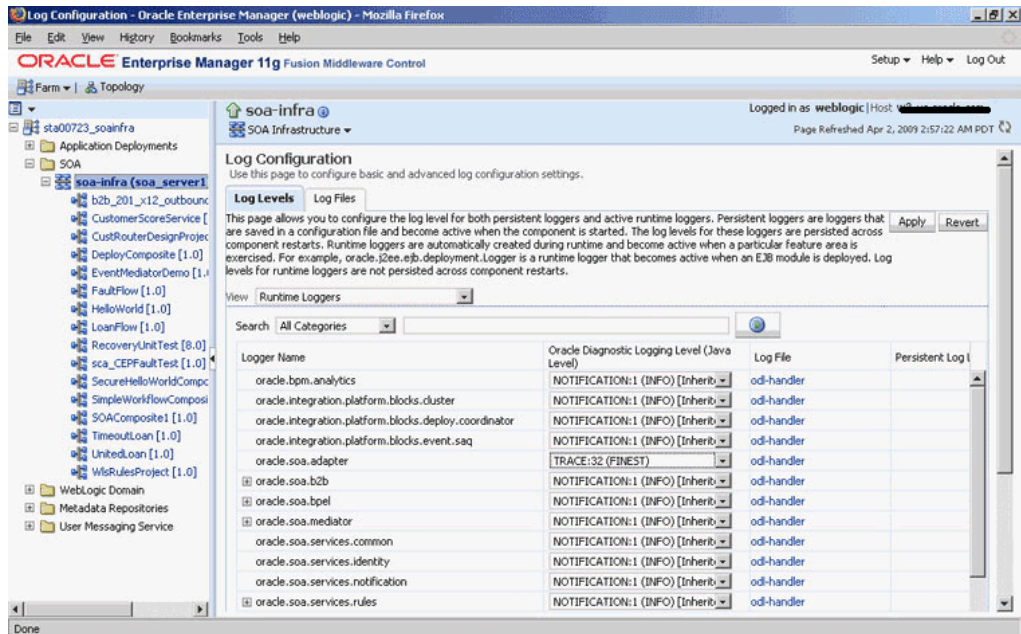 Log Configuration - Oracle Enterprise Manager (weblogic) - Mozilla Firefox
File Edit View History Bookmarks Tools Help
ORACLE Enterprise Manager 11g Fusion Middleware Control
Setup Help Log Out
Farm Topology
sta00723_soainfra
Application Deployments
SOA
soa-infra (soa_server1
b2b_201_x12_outbounc
CustomerScoreService [
CustRouterDesignProjec
DeployComposite [1.0]
EventMediatorDemo [1.
FaultFlow [1.0]
HelloWorld [1.0]
LoanFlow [1.0]
RecoveryUnitTest [8.0]
sca_CEPFaultTest [1.0]
SecureHelloWorldCompc
SimpleWorkflowComposi
SOAComposite1 [1.0]
TimeoutLoan [1.0]
UnitedLoan [1.0]
WlsRulesProject [1.0]
WebLogic Domain
Metadata Repositories
User Messaging Service
soa-infra
SOA Infrastructure
Logged in as weblogic|Host
Page Refreshed Apr 2, 2009 2:57:22 AM PDT
Log Configuration
Use this page to configure basic and advanced log configuration settings.
Log Levels Log Files
This page allows you to configure the log level for both persistent loggers and active runtime loggers. Persistent loggers are loggers that
are saved in a configuration file and become active when the component is started. The log levels for these loggers are persisted across
component restarts. Runtime loggers are automatically created during runtime and become active when a particular feature area is
exercised. For example, oracle.j2ee.ejb.deployment.Logger is a runtime logger that becomes active when an EJB module is deployed. Log
levels for runtime loggers are not persisted across component restarts.
Apply Revert
View Runtime Loggers
Search All Categories
Logger Name Oracle Diagnostic Logging Level (Java Level) Log File Persistent Log L
oracle.bpm.analytics NOTIFICATION:1 (INFO) [Inherit odl-handler
oracle.integration.platform.blocks.cluster NOTIFICATION:1 (INFO) [Inherit odl-handler
oracle.integration.platform.blocks.deploy.coordinator NOTIFICATION:1 (INFO) [Inherit odl-handler
oracle.integration.platform.blocks.event.saq NOTIFICATION:1 (INFO) [Inherit odl-handler
oracle.soa.adapter TRACE:32 (FINEST) odl-handler
oracle.soa.b2b NOTIFICATION:1 (INFO) [Inherit odl-handler
oracle.soa.bpel NOTIFICATION:1 (INFO) [Inherit odl-handler
oracle.soa.mediator NOTIFICATION:1 (INFO) [Inherit odl-handler
oracle.soa.services.common NOTIFICATION:1 (INFO) [Inherit odl-handler
oracle.soa.services.identity NOTIFICATION:1 (INFO) [Inherit odl-handler
oracle.soa.services.notification NOTIFICATION:1 (INFO) [Inherit odl-handler
oracle.soa.services.rules NOTIFICATION:1 (INFO) [Inherit odl-handler
Done